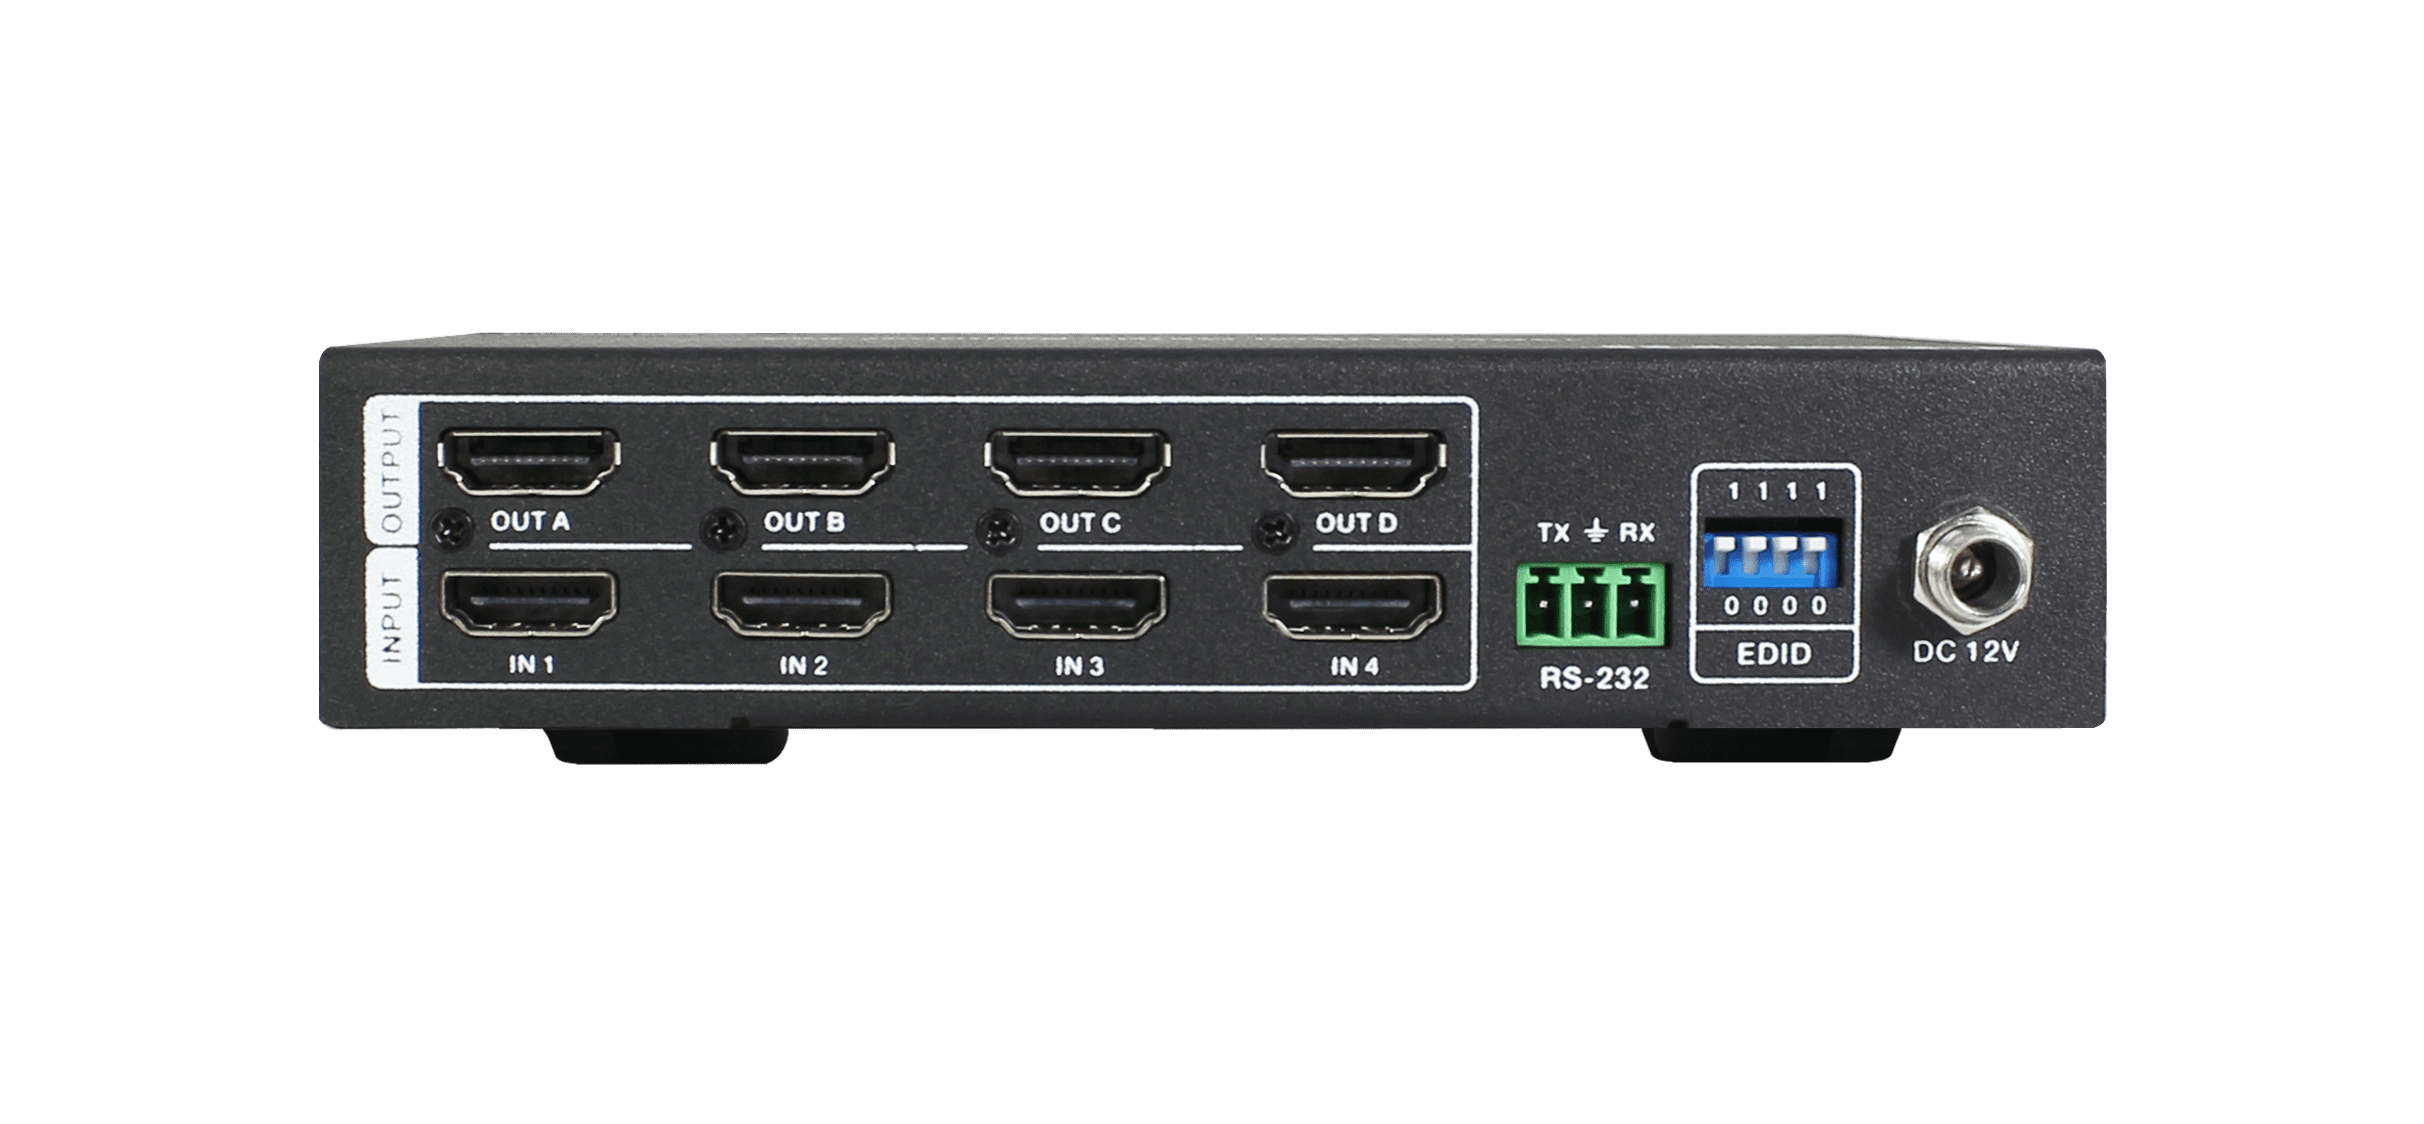 OUTPUT
OUT A
OUT B
OUT C
OUT D
INPUT
IN 1
IN 2
IN 3
IN 4
TX RX
RS-232
1 1 1 1
0 0 0 0
EDID
DC 12V